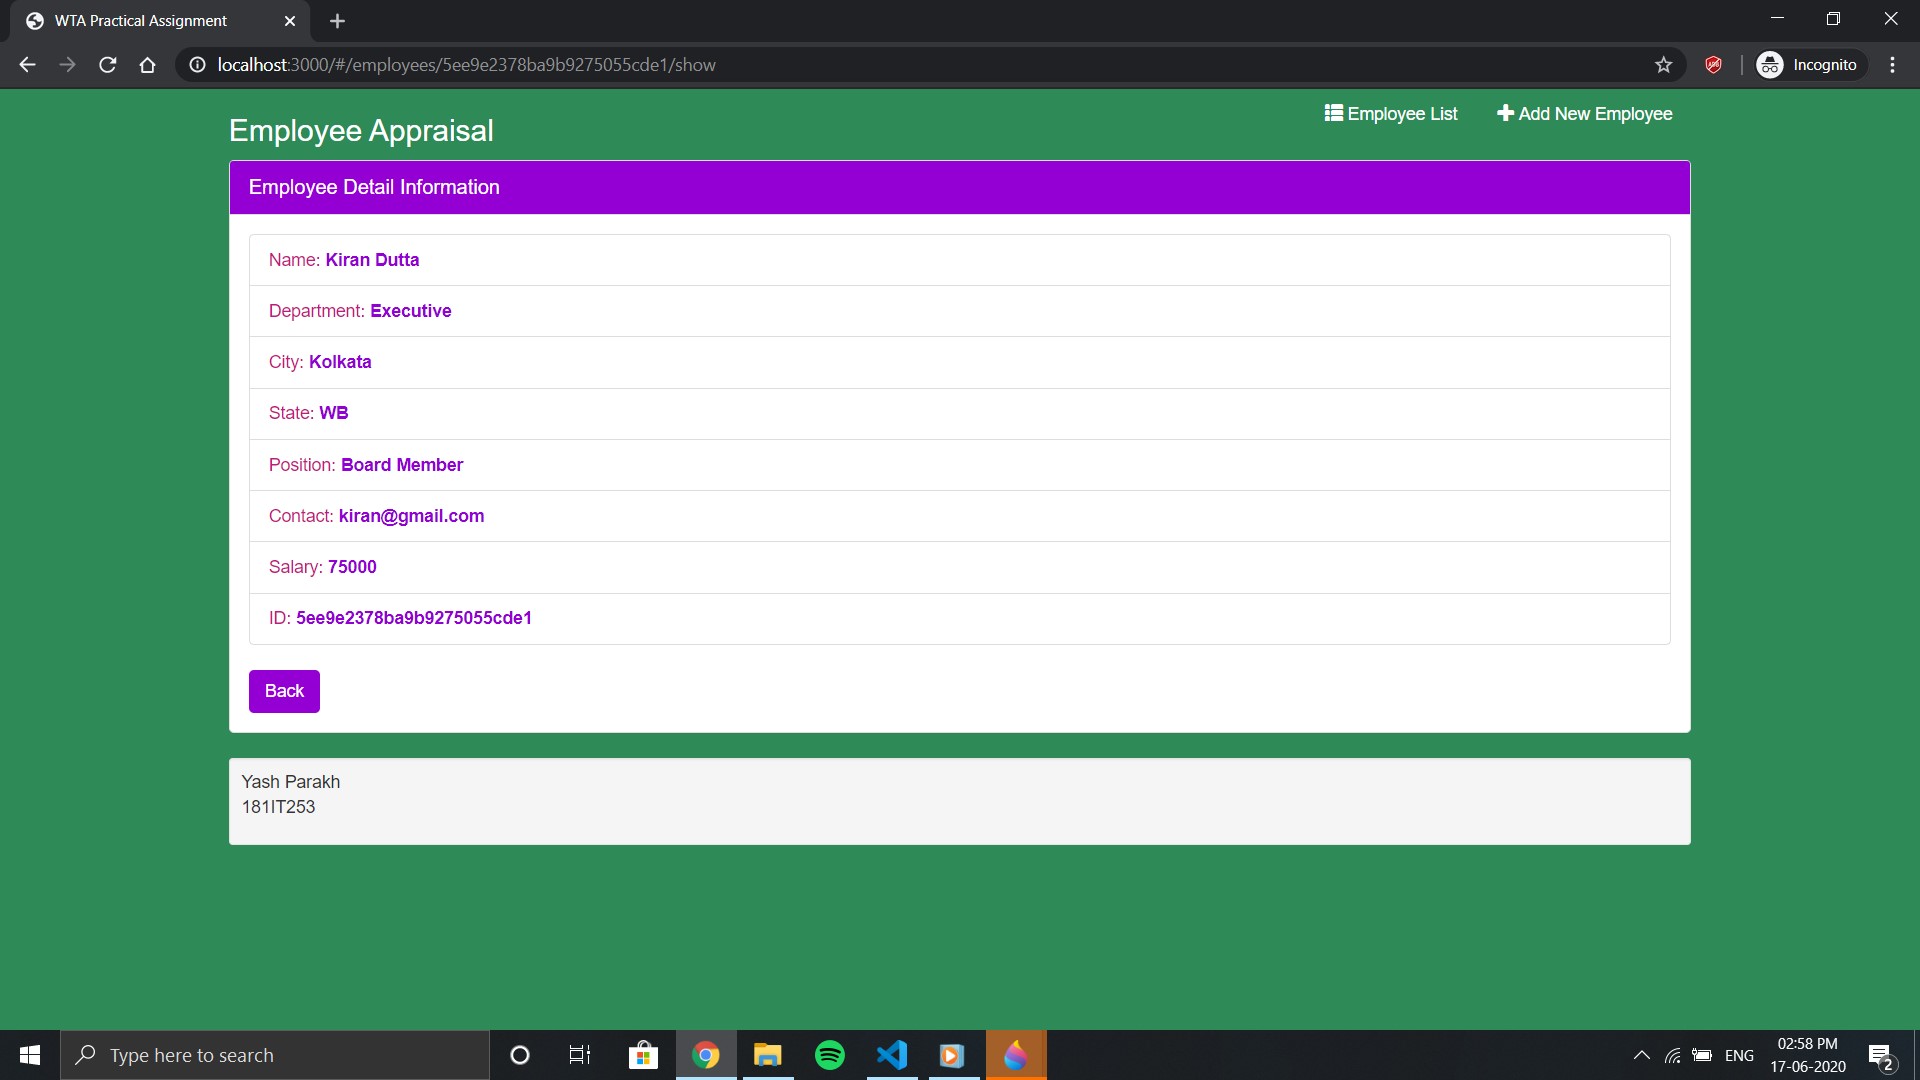 WTA Practical Assignment
localhost:3000/#/employees/5ee9e2378ba9b9275055cde1/show
ABP
Incognito
Employee Appraisal
Employee List
Add New Employee
Employee Detail Information
Name: Kiran Dutta
Department: Executive
City: Kolkata
State: WB
Position: Board Member
Contact: kiran@gmail.com
Salary: 75000
ID: 5ee9e2378ba9b9275055cde1
Back
Yash Parakh
181IT253
Type here to search
ENG
02:58 PM
17-06-2020
2